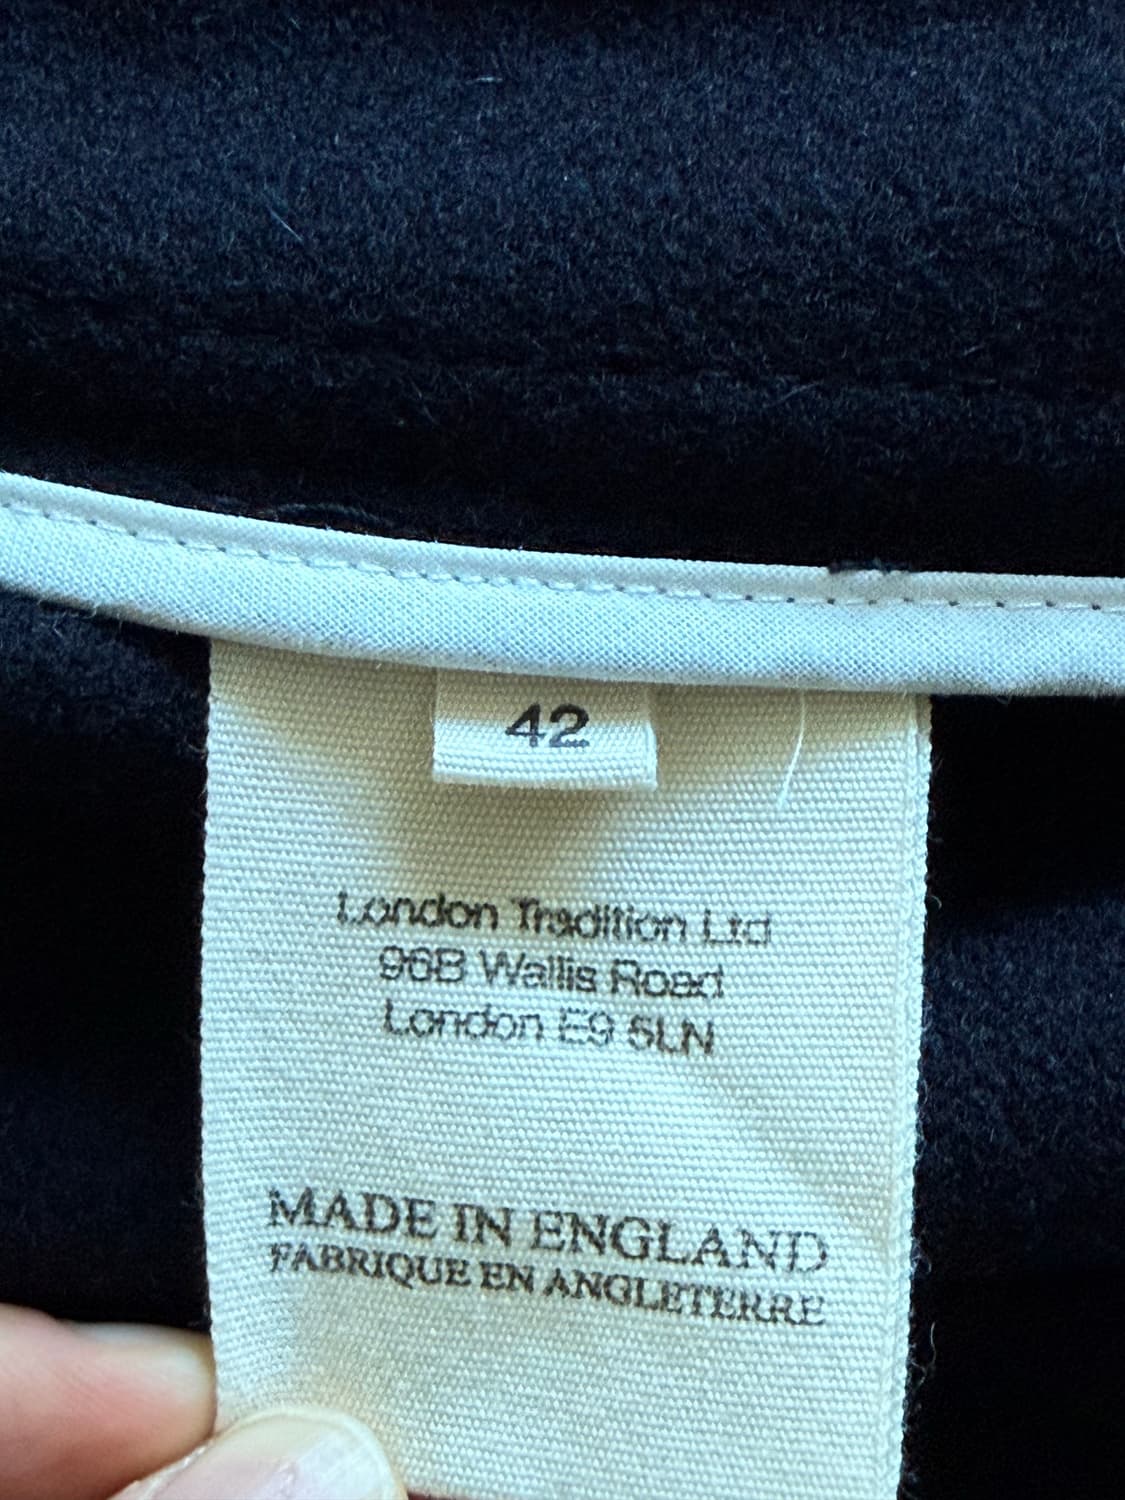 42
London Tradition Ltd
96B Wallis Road
London E9 5LN
MADE IN ENGLAND
FABRIQUE EN ANGLETERRE